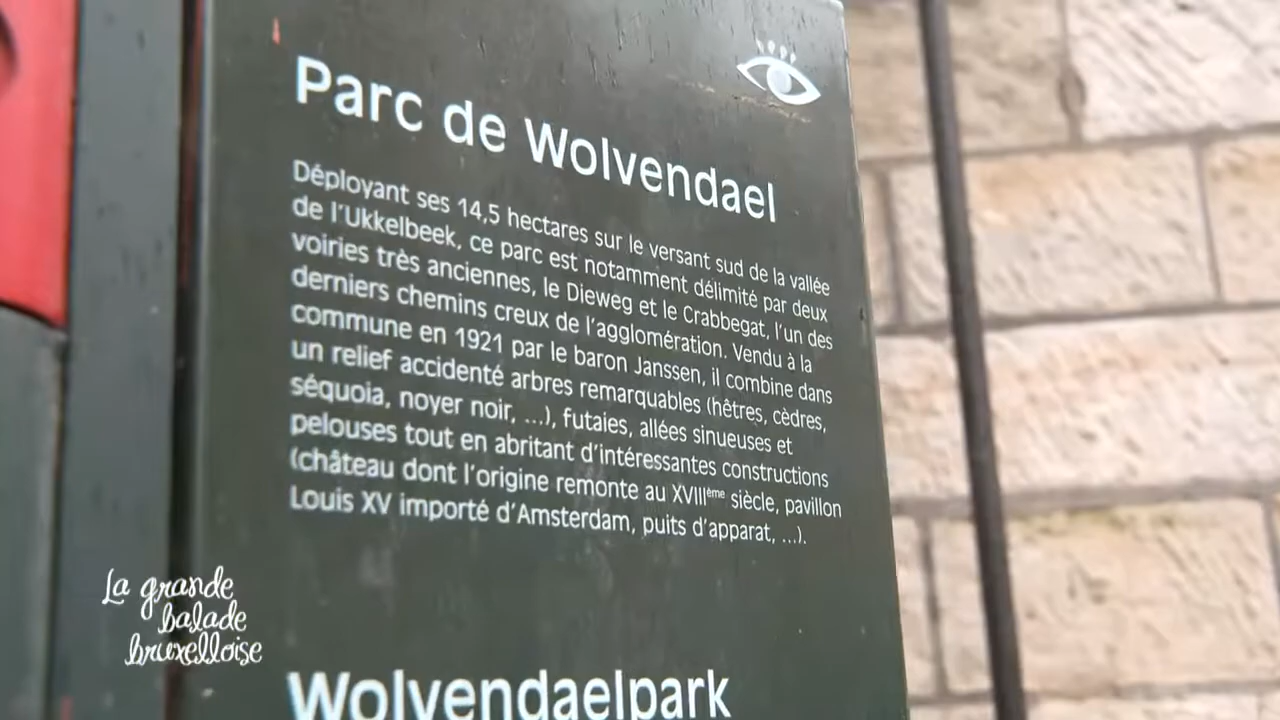 Parc de Wolvendael
Déployant ses 14,5 hectares sur le versant sud de la vallée
de l'Ukkelbeek, ce parc est notamment délimité par deux
voiries très anciennes, le Dieweg et le Crabbegat, l'un des
derniers chemins creux de l'agglomération. Vendu à la
commune en 1921 par le baron Janssen, il combine dans
un relief accidenté arbres remarquables (hêtres, cèdres,
séquoia, noyer noir, ...), futaies, allées sinueuses et
pelouses tout en abritant d'intéressantes constructions
(château dont l'origine remonte au XVIIIème siècle, pavillon
Louis XV importé d'Amsterdam, puits d'apparat, ...).
La grande
balade
bruxelloise
Wolvendaelpark